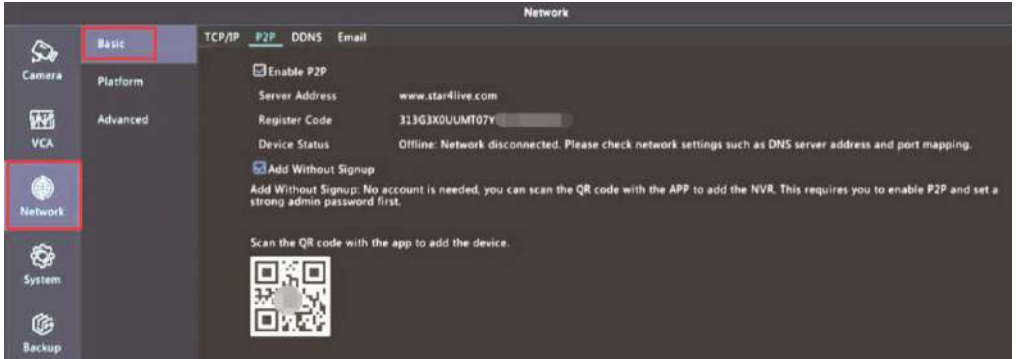 Network
Camera
VCA
Network
System
Backup
Basic
Platform
Advanced
TCP/IP P2P DDNS Email
Enable P2P
Server Address www.star4live.com
Register Code 313G3X0UUMT07Y
Device Status Offline: Network disconnected. Please check network settings such as DNS server address and port mapping.
Add Without Signup
Add Without Signup: No account is needed, you can scan the QR code with the APP to add the NVR. This requires you to enable P2P and set a
strong admin password first.
Scan the QR code with the app to add the device.